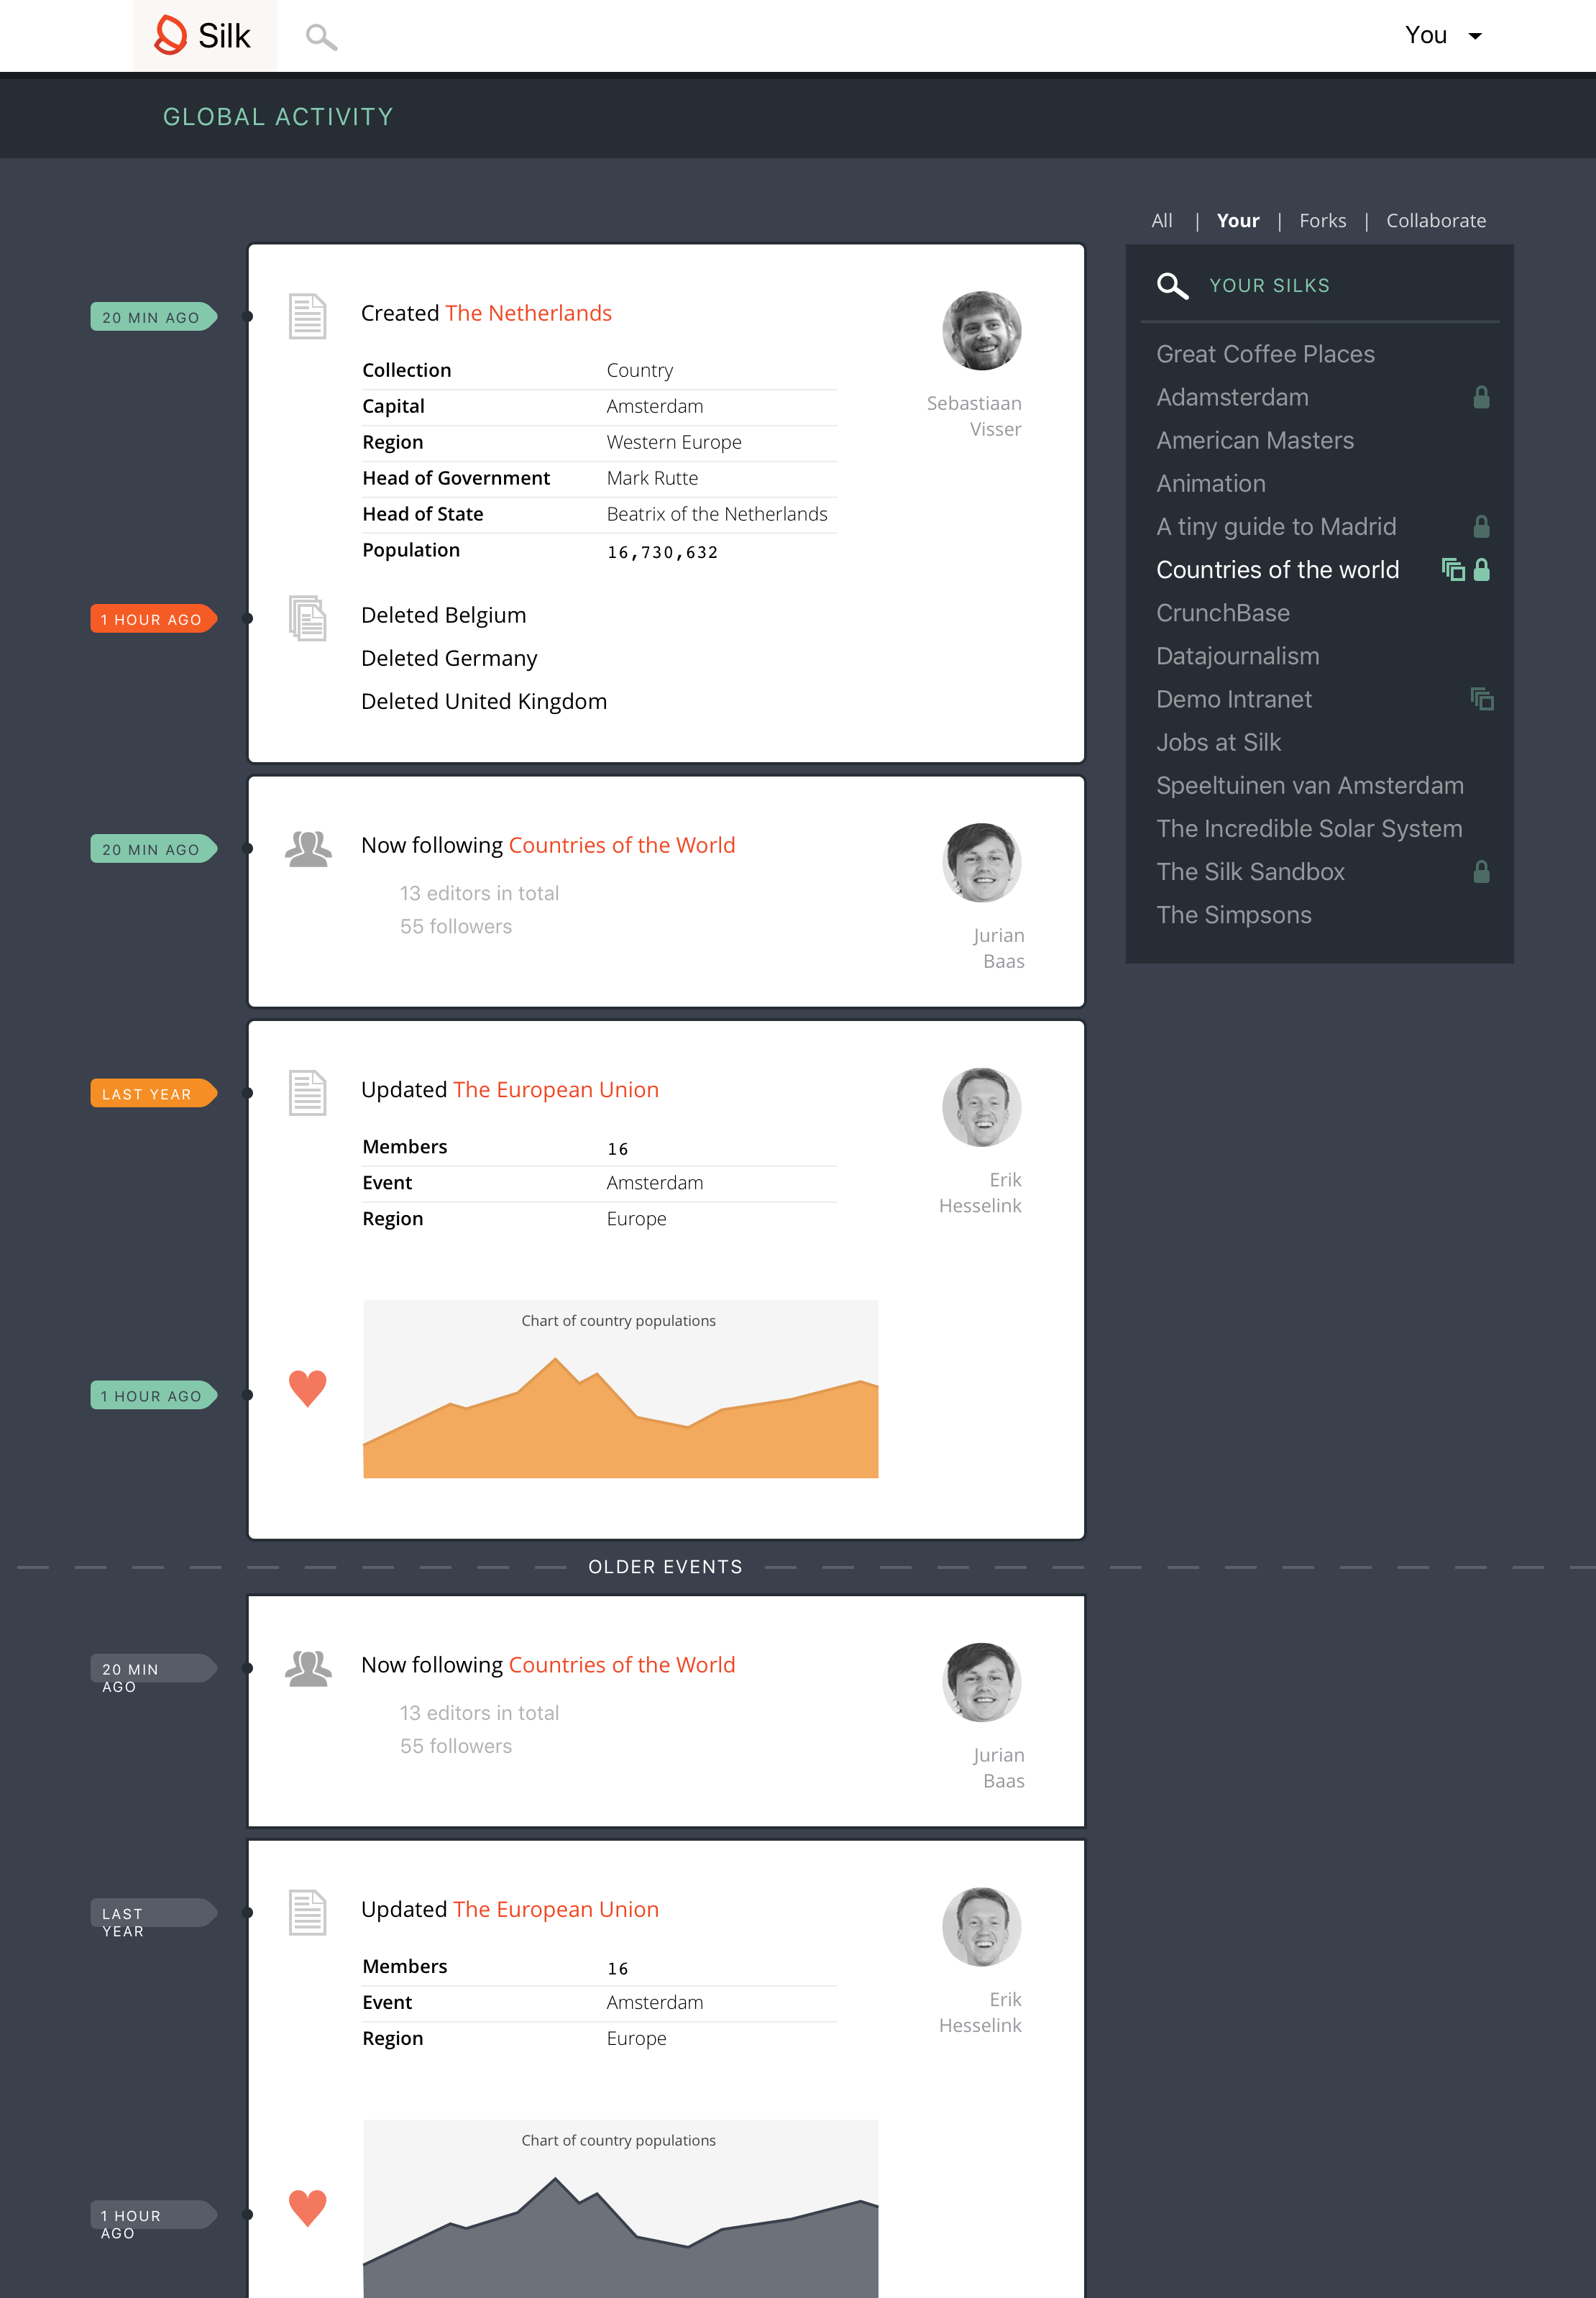 Silk
You
GLOBAL ACTIVITY
All | Your | Forks | Collaborate
YOUR SILKS
Great Coffee Places
Adamsterdam
American Masters
Animation
A tiny guide to Madrid
Countries of the world
CrunchBase
Datajournalism
Demo Intranet
Jobs at Silk
Speeltuinen van Amsterdam
The Incredible Solar System
The Silk Sandbox
The Simpsons
20 MIN AGO
Created The Netherlands
Collection Country
Capital Amsterdam
Region Western Europe
Head of Government Mark Rutte
Head of State Beatrix of the Netherlands
Population 16,730,632
Sebastiaan
Visser
1 HOUR AGO
Deleted Belgium
Deleted Germany
Deleted United Kingdom
20 MIN AGO
Now following Countries of the World
13 editors in total
55 followers
Jurian
Baas
LAST YEAR
Updated The European Union
Members 16
Event Amsterdam
Region Europe
Erik
Hesselink
Chart of country populations
1 HOUR AGO
OLDER EVENTS
20 MIN
AGO
Now following Countries of the World
13 editors in total
55 followers
Jurian
Baas
LAST
YEAR
Updated The European Union
Members 16
Event Amsterdam
Region Europe
Erik
Hesselink
Chart of country populations
1 HOUR
AGO